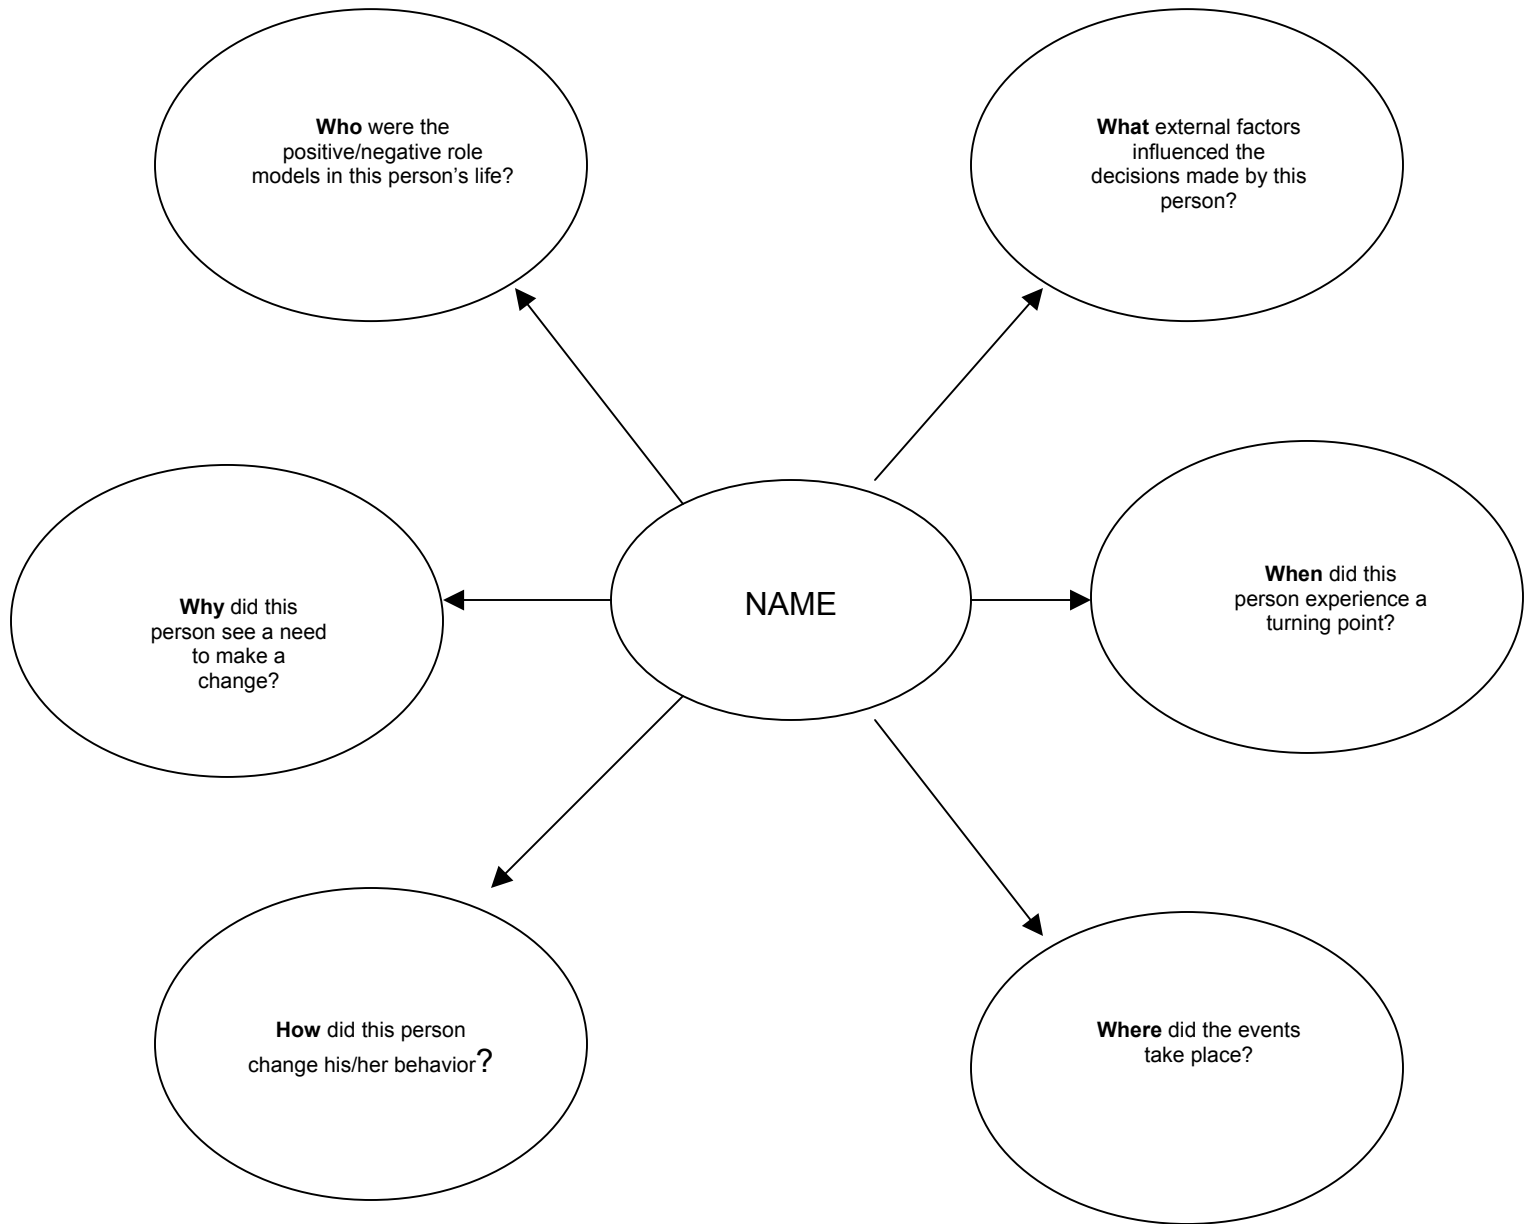 Who were the
positive/negative role
models in this person’s life?
What external factors
influenced the
decisions made by this
person?
Why did this
person see a need
to make a
change?
NAME
When did this
person experience a
turning point?
How did this person
change his/her behavior?
Where did the events
take place?